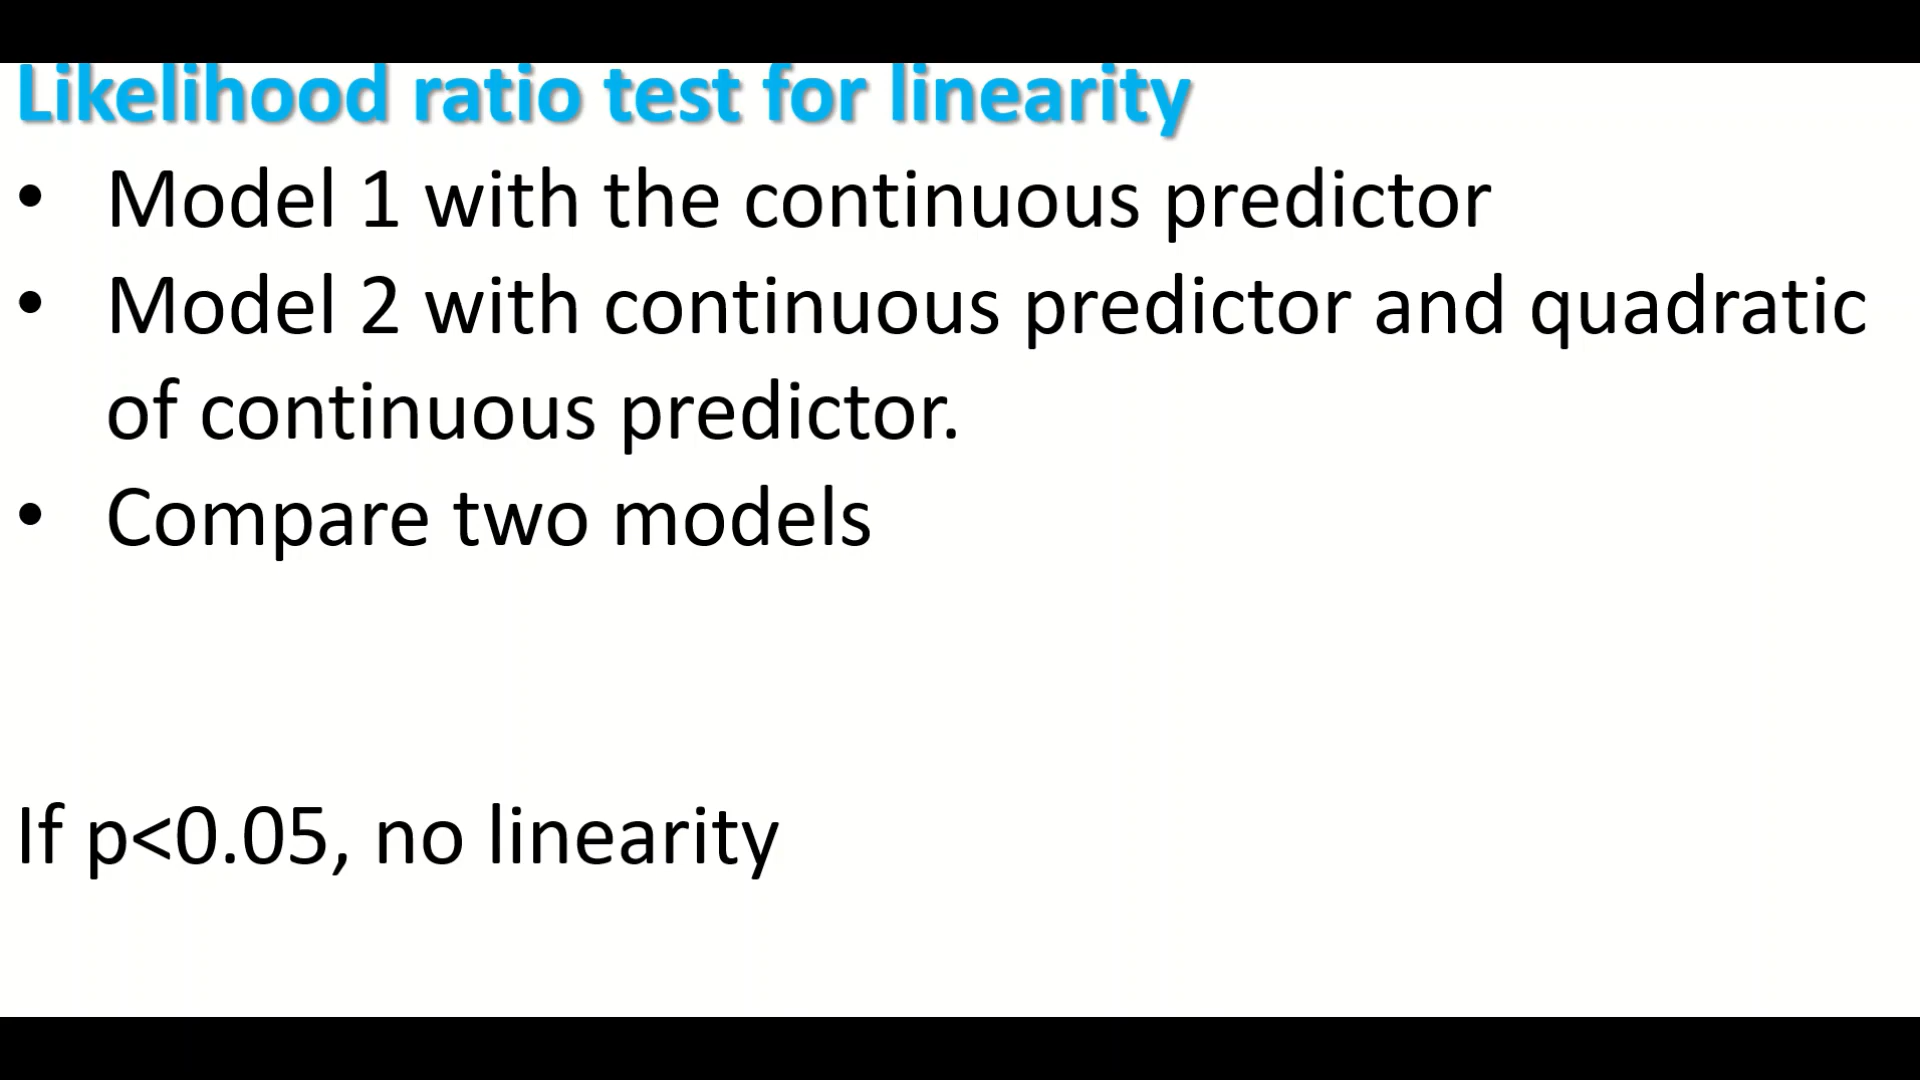 Likelihood ratio test for linearity
• Model 1 with the continuous predictor
• Model 2 with continuous predictor and quadratic
of continuous predictor.
• Compare two models
If p<0.05, no linearity